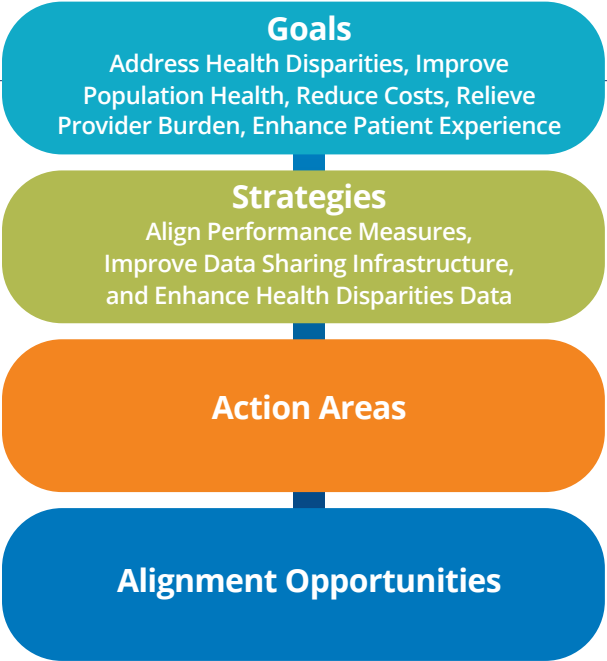 Goals
Address Health Disparities, Improve
Population Health, Reduce Costs, Relieve
Provider Burden, Enhance Patient Experience
Strategies
Align Performance Measures,
Improve Data Sharing Infrastructure,
and Enhance Health Disparities Data
Action Areas
Alignment Opportunities